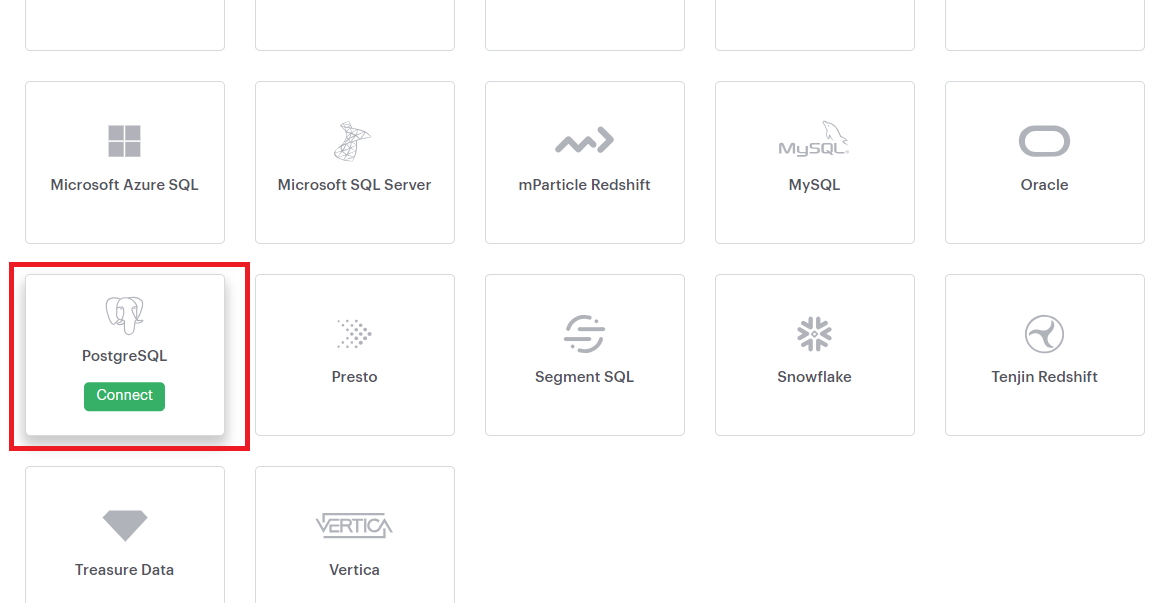 MySQL
Microsoft Azure SQL
Microsoft SQL Server
mParticle Redshift
MySQL
Oracle
PostgreSQL
Connect
Presto
Segment SQL
Snowflake
Tenjin Redshift
VERTICA
Treasure Data
Vertica